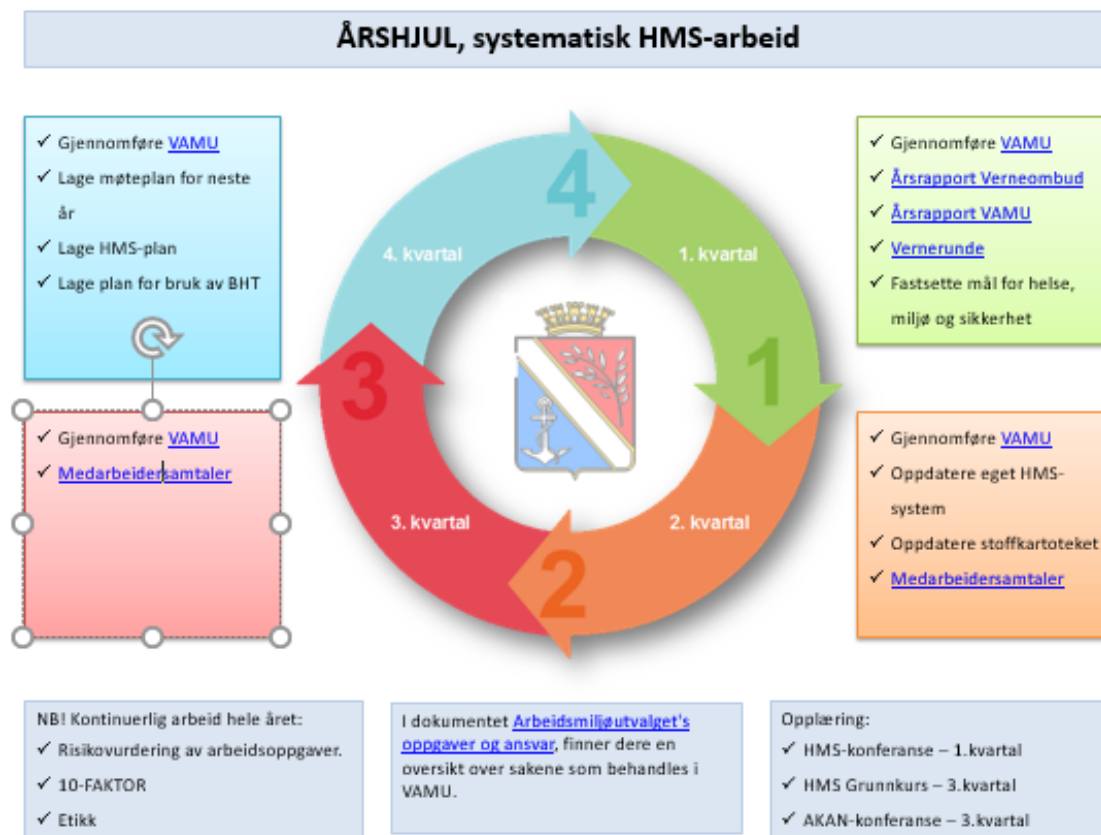 ÅRSHJUL, systematisk HMS-arbeid
✓ Gjennomføre VAMU
✓ Lage møteplan for neste
år
✓ Lage HMS-plan
✓ Lage plan for bruk av BHT
4
4. kvartal
1. kvartal
1
✓ Gjennomføre VAMU
✓ Årsrapport Verneombud
✓ Årsrapport VAMU
✓ Vernerunde
✓ Fastsette mål for helse,
miljø og sikkerhet
✓ Gjennomføre VAMU
✓ Medarbeidersamtaler
3
3. kvartal
2. kvartal
2
✓ Gjennomføre VAMU
✓ Oppdatere eget HMS-
system
✓ Oppdatere stoffkartoteket
✓ Medarbeidersamtaler
NB! Kontinuerlig arbeid hele året:
✓ Risikovurdering av arbeidsoppgaver.
✓ 10-FAKTOR
✓ Etikk
I dokumentet Arbeidsmiljøutvalget's
oppgaver og ansvar, finner dere en
oversikt over sakene som behandles i
VAMU.
Opplæring:
✓ HMS-konferanse – 1.kvartal
✓ HMS Grunnkurs – 3.kvartal
✓ AKAN-konferanse – 3.kvartal